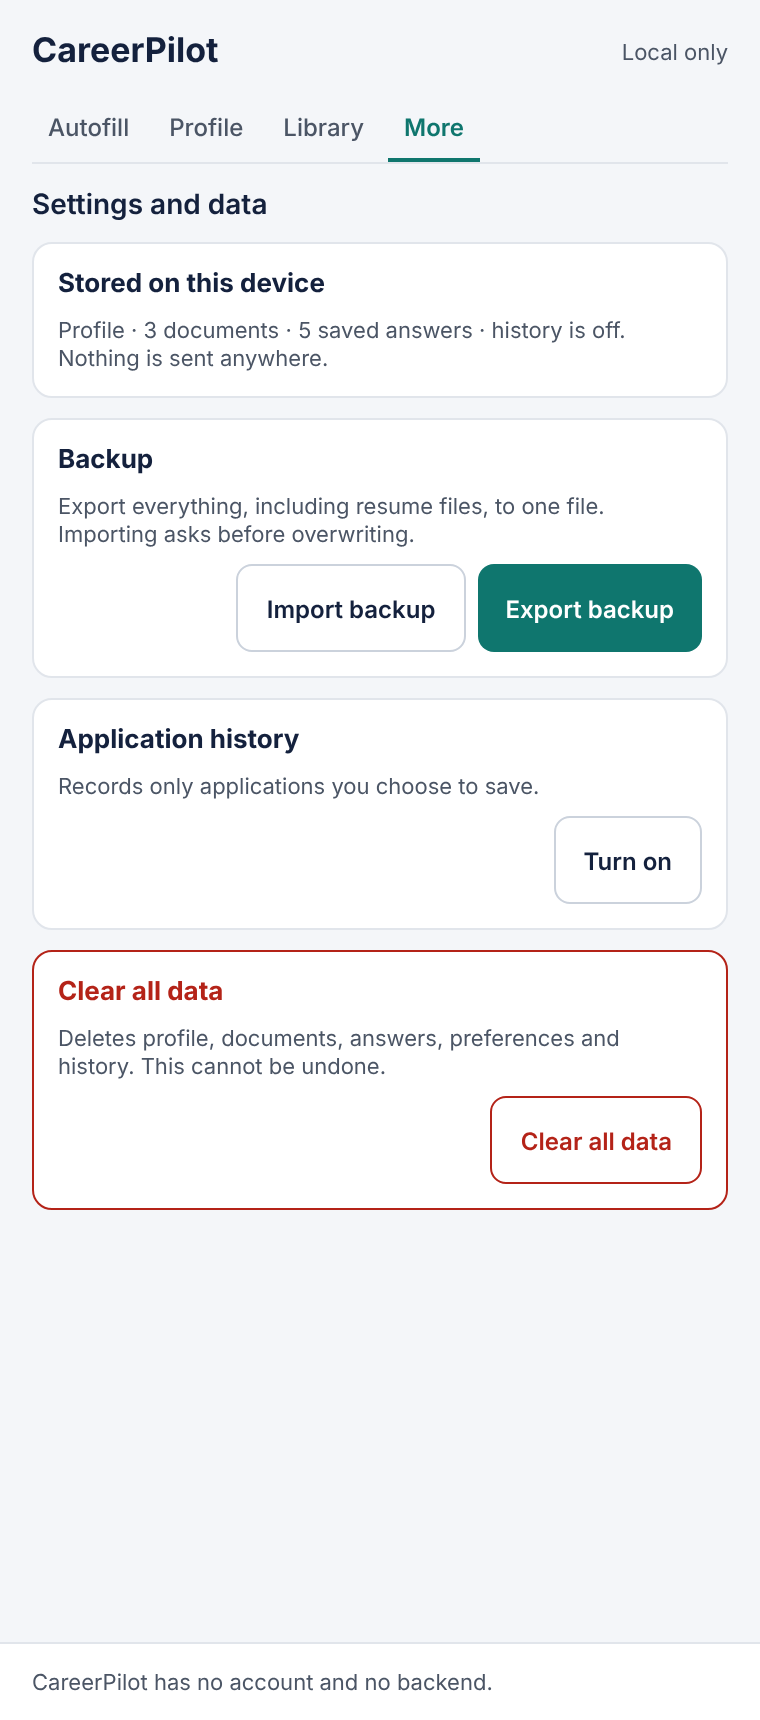 CareerPilot
Local only
Autofill
Profile
Library
More
Settings and data
Stored on this device
Profile · 3 documents · 5 saved answers · history is off.
Nothing is sent anywhere.
Backup
Export everything, including resume files, to one file.
Importing asks before overwriting.
Import backup
Export backup
Application history
Records only applications you choose to save.
Turn on
Clear all data
Deletes profile, documents, answers, preferences and
history. This cannot be undone.
Clear all data
CareerPilot has no account and no backend.